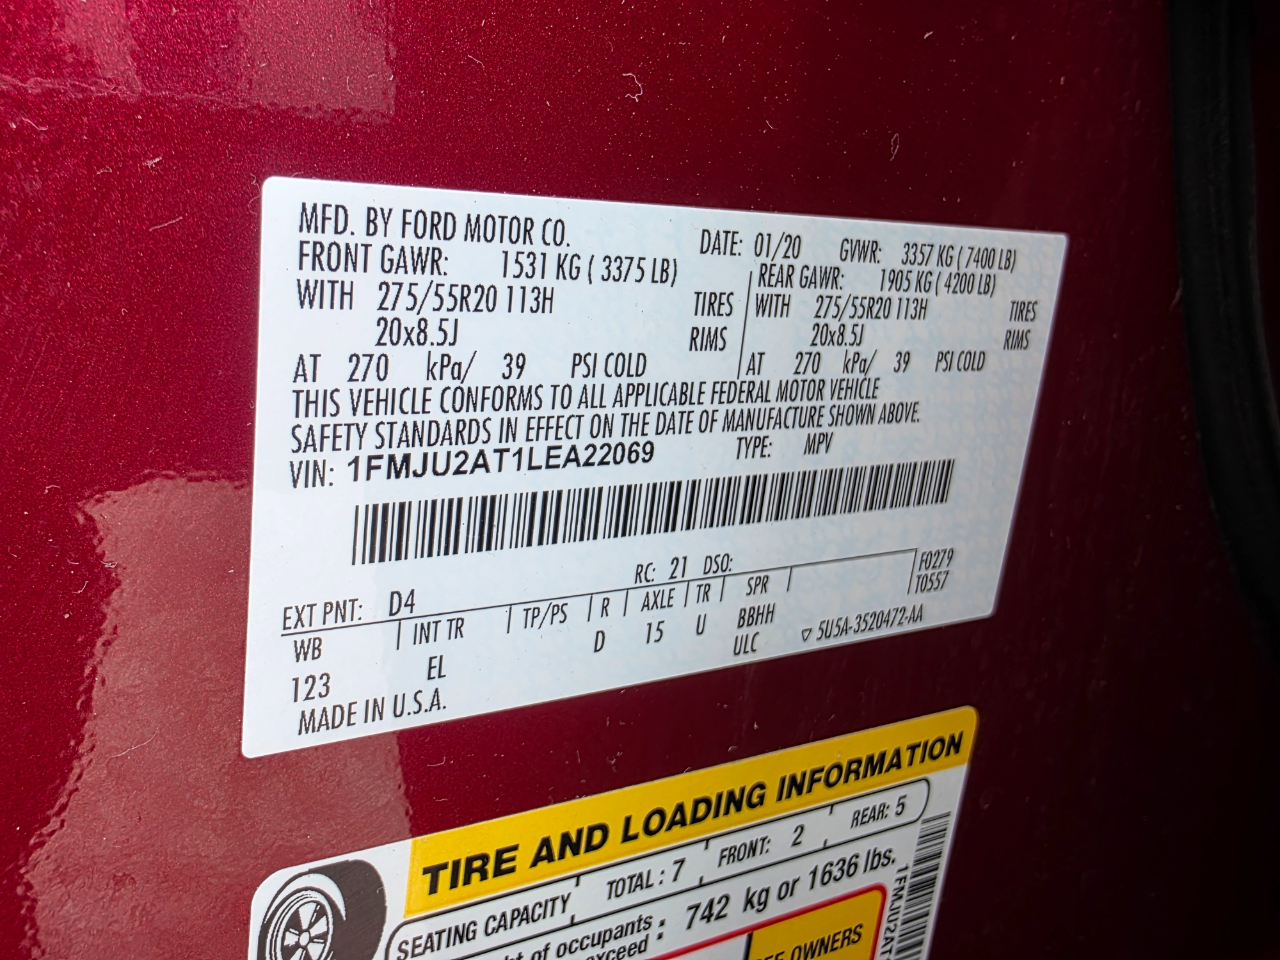 MFD. BY FORD MOTOR CO.
DATE: 01/20 GVWR: 3357 KG ( 7400 LB)
FRONT GAWR: 1531 KG ( 3375 LB) REAR GAWR: 1905 KG ( 4200 LB)
WITH 275/55R20 113H TIRES WITH 275/55R20 113H TIRES
20x8.5J RIMS 20x8.5J RIMS
AT 270 kPa/ 39 PSI COLD AT 270 kPa/ 39 PSI COLD
THIS VEHICLE CONFORMS TO ALL APPLICABLE FEDERAL MOTOR VEHICLE
SAFETY STANDARDS IN EFFECT ON THE DATE OF MANUFACTURE SHOWN ABOVE.
VIN: 1FMJU2AT1LEA22069 TYPE: MPV
EXT PNT: D4 RC: 21 DSO: F0279
WB INT TR TP/PS R AXLE TR SPR T0557
123 EL D 15 U BBHH
ULC 5U5A-3520472-AA
MADE IN U.S.A.
TIRE AND LOADING INFORMATION
SEATING CAPACITY TOTAL : 7 FRONT: 2 REAR: 5
of occupants
exceed : 742 kg or 1636 lbs.
OWNERS
1FMJU2AT